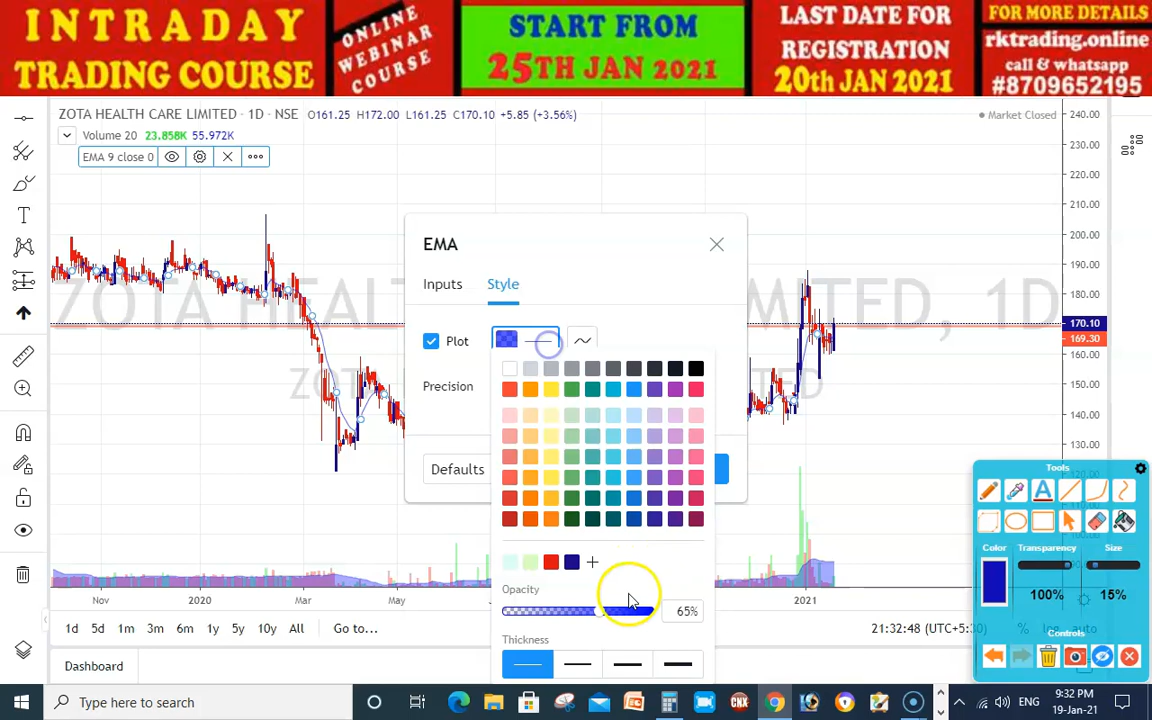 INTRADAY
TRADING COURSE
ONLINE
WEBINAR
COURSE
START FROM
25TH JAN 2021
LAST DATE FOR
REGISTRATION
20th JAN 2021
FOR MORE DETAILS
rktrading.online
call & whatsapp
#8709652195
ZOTA HEALTH CARE LIMITED · 1D · NSE O161.25 H172.00 L161.25 C170.10 +5.85 (+3.56%)
Market Closed
Volume 20 23.858K 55.972K
EMA 9 close 0
240.00
230.00
220.00
210.00
200.00
190.00
180.00
170.10
169.30
160.00
150.00
140.00
130.00
EMA
Inputs
Style
Plot
Precision
Defaults
Opacity
65%
Thickness
Nov
2020
Mar
May
2021
1d 5d 1m 3m 6m 1y 5y 10y All Go to...
21:32:48 (UTC+5:30) % log auto
Dashboard
Tools
Color
Transparency
Size
100%
15%
Controls
Type here to search
CNX
ENG
9:32 PM
19-Jan-21